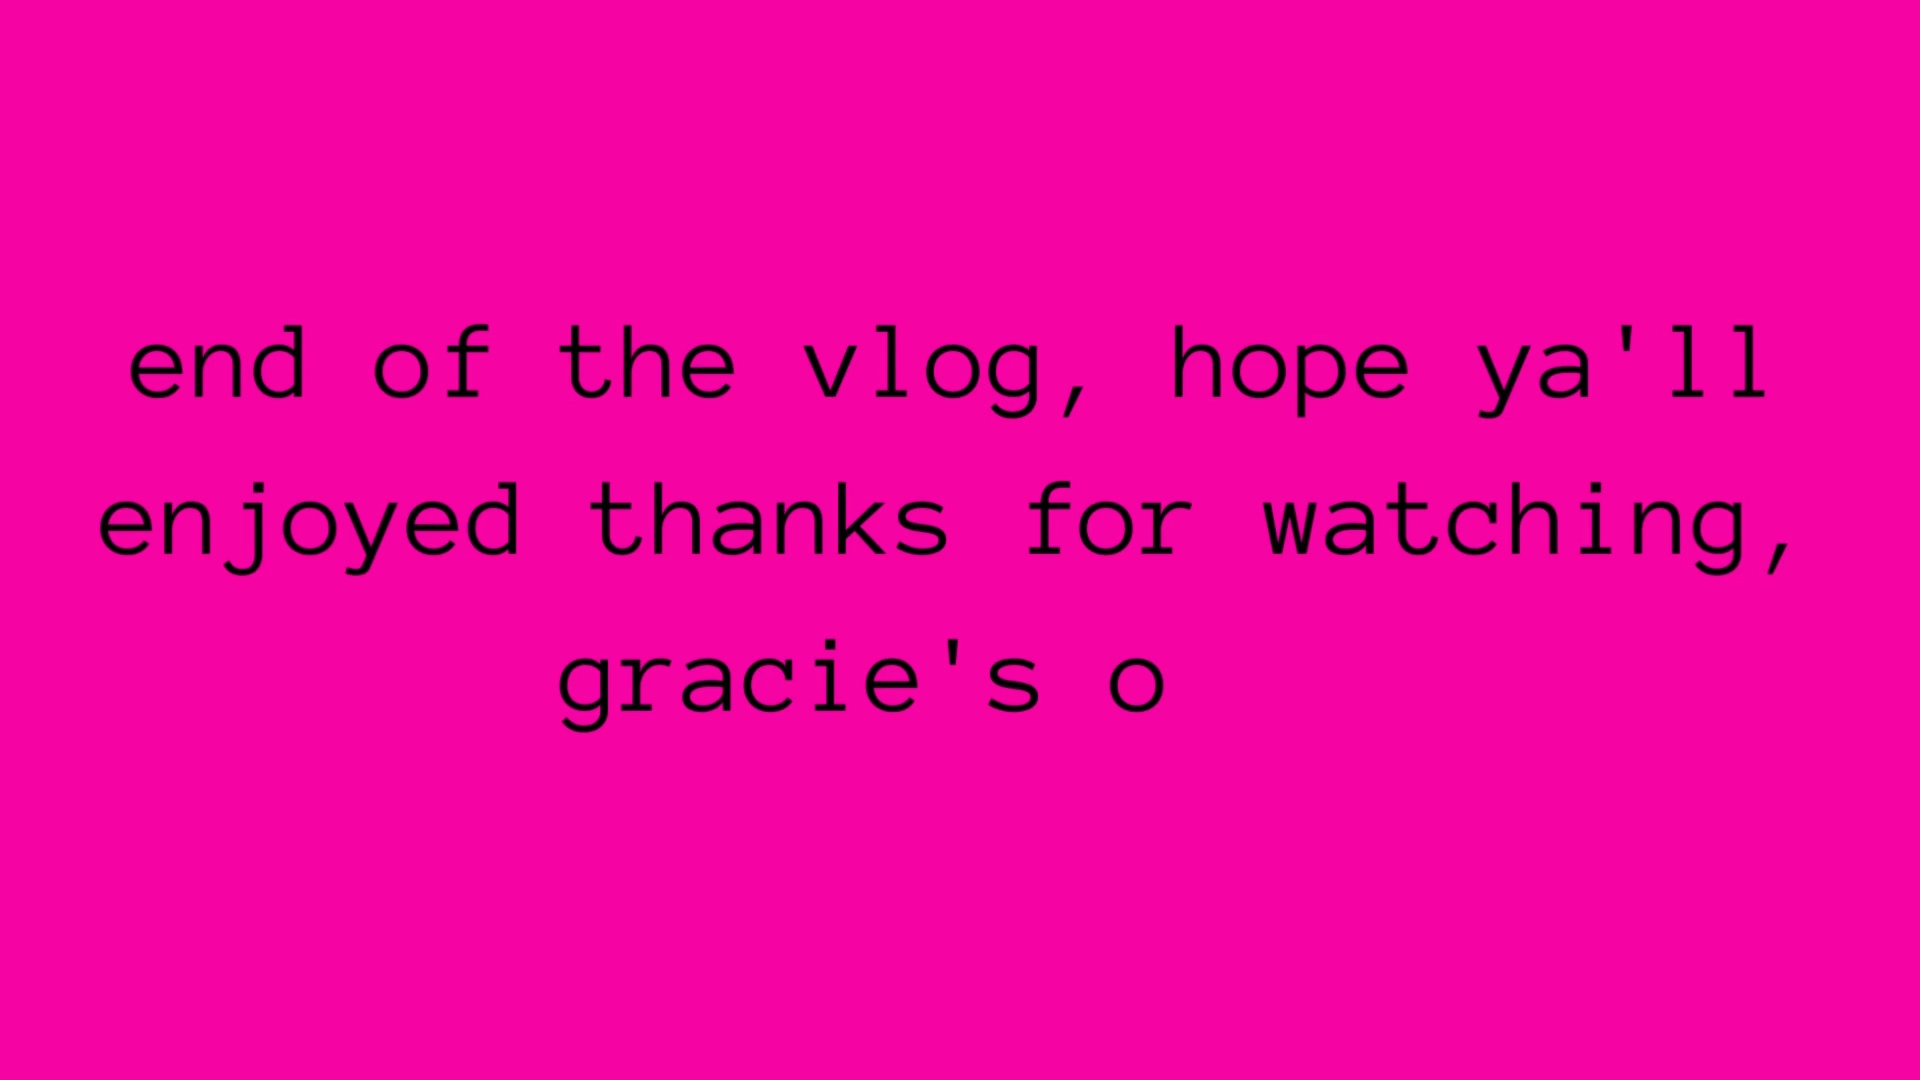 end of the vlog, hope ya'll
enjoyed thanks for watching,
gracie's o